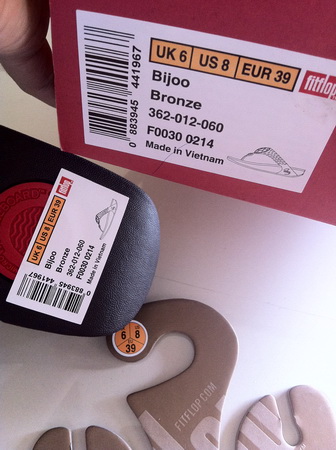 UK 6 US 8 EUR 39
fitflop
Bijoo
Bronze
362-012-060
F0030 0214
Made in Vietnam
0 883945 441967
fitflop
UK 6 US 8 EUR 39
Bijoo
Bronze
362-012-060
F0030 0214
Made in Vietnam
0 883945 441967
6 8
39
FITFLOP.COM